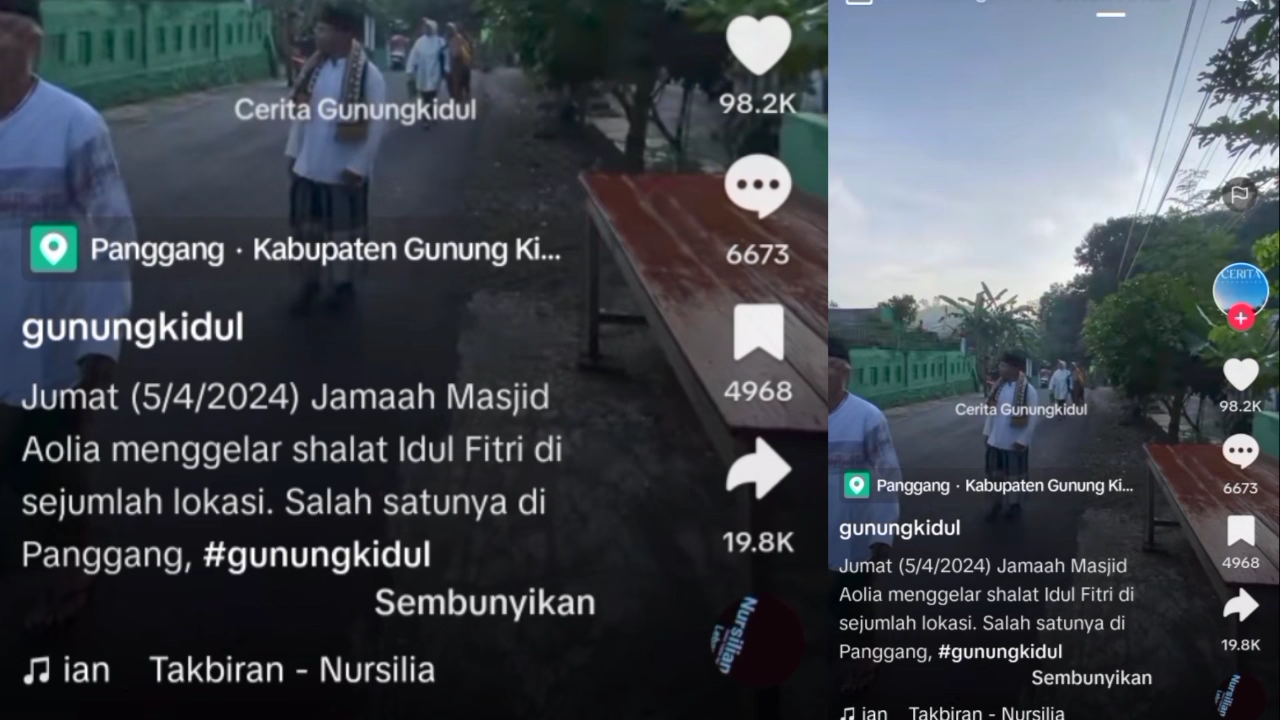 Cerita Gunungkidul
98.2K
6673
Panggang · Kabupaten Gunung Ki...
gunungkidul
4968
Jumat (5/4/2024) Jamaah Masjid
Aolia menggelar shalat Idul Fitri di
sejumlah lokasi. Salah satunya di
Panggang, #gunungkidul
19.8K
Sembunyikan
ian Takbiran - Nursilia
Nursilian
CERITA
98.2K
Cerita Gunungkidul
6673
Panggang · Kabupaten Gunung Ki...
gunungkidul
4968
Jumat (5/4/2024) Jamaah Masjid
Aolia menggelar shalat Idul Fitri di
sejumlah lokasi. Salah satunya di
Panggang, #gunungkidul
19.8K
Sembunyikan
ian Takbiran - Nursilia
Nursilian